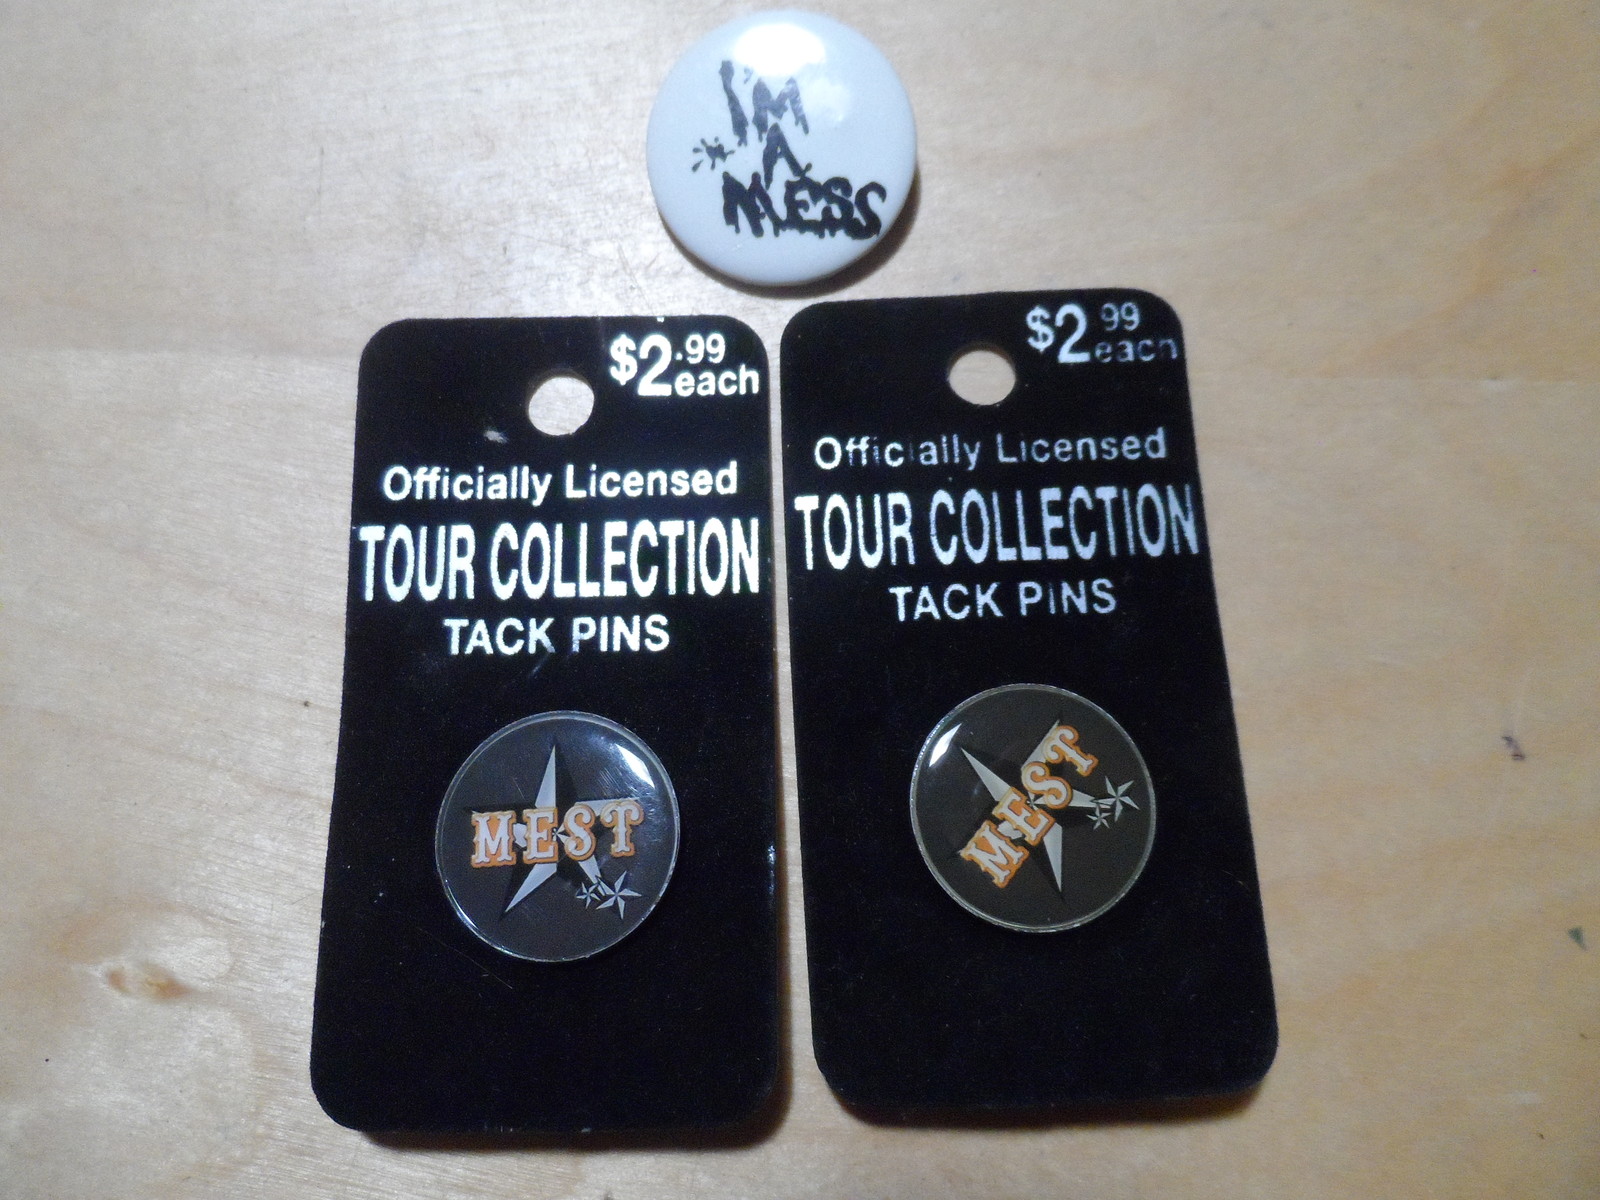 I'M
A
MESS
$2.99
each
Officially Licensed
TOUR COLLECTION
TACK PINS
MEST
$2 99
each
Officially Licensed
TOUR COLLECTION
TACK PINS
MEST